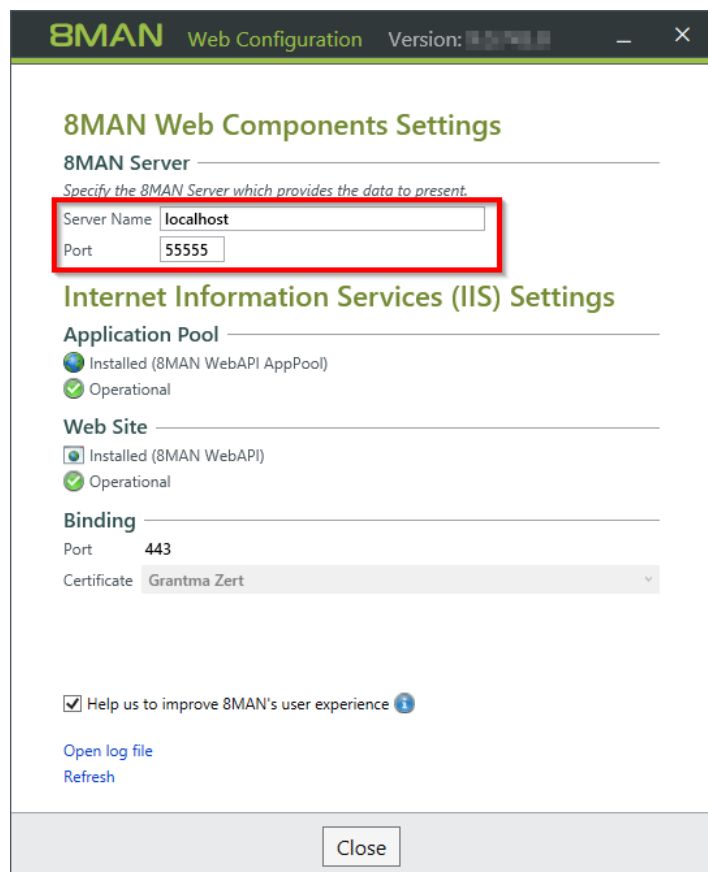 8MAN Web Configuration Version:
8MAN Web Components Settings
8MAN Server
Specify the 8MAN Server which provides the data to present.
Server Name localhost
Port 55555
Internet Information Services (IIS) Settings
Application Pool
Installed (8MAN WebAPI AppPool)
Operational
Web Site
Installed (8MAN WebAPI)
Operational
Binding
Port 443
Certificate Grantma Zert
Help us to improve 8MAN's user experience
Open log file
Refresh
Close